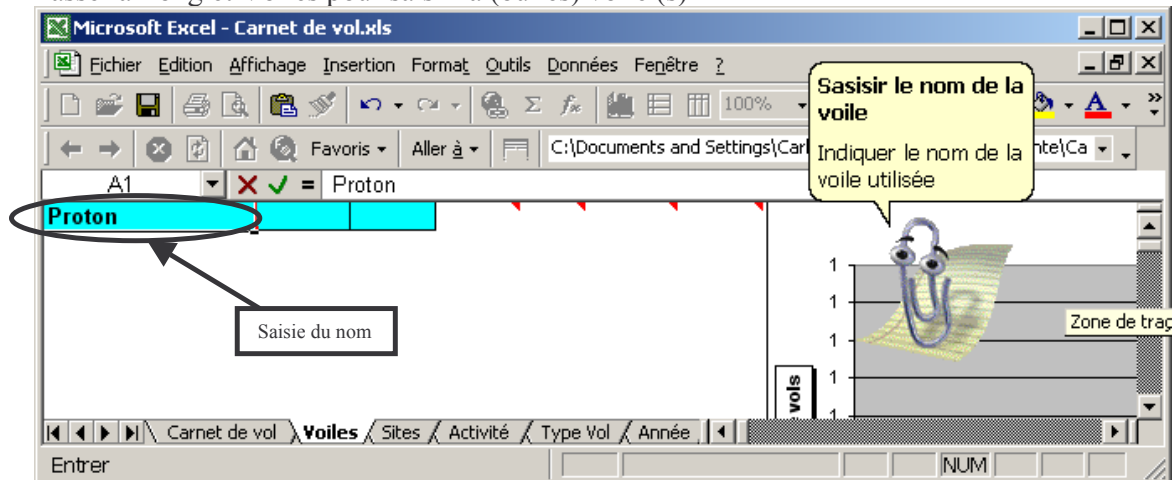 Microsoft Excel - Carnet de vol.xls
Fichier Edition Affichage Insertion Format Outils Données Fenêtre ?
100%
Favoris Aller à C:\Documents and Settings\Carl nte\Ca
Sasisir le nom de la
voile
Indiquer le nom de la
voile utilisée
A1 = Proton
Proton
Saisie du nom
1
1
1
1
1
vols
Zone de traç
Carnet de vol Voiles Sites Activité Type Vol Année
Entrer NUM